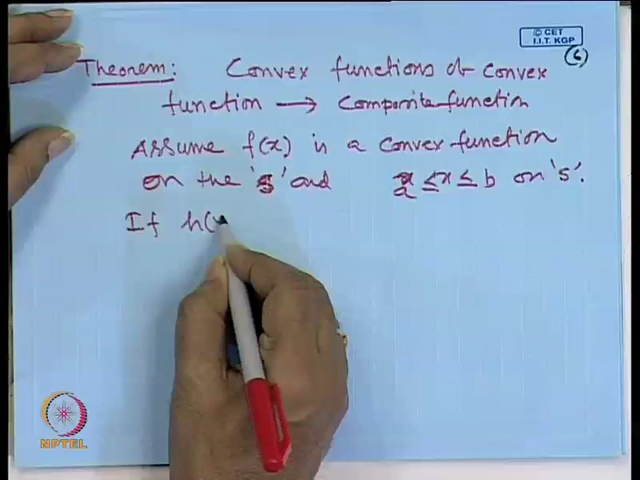 © CET
I.I.T. KGP
6
Theorem: Convex functions of convex
function → Composite function
Assume f(x) is a convex function
on the 's' and a ≤ x ≤ b on 's'.
If h(
NPTEL